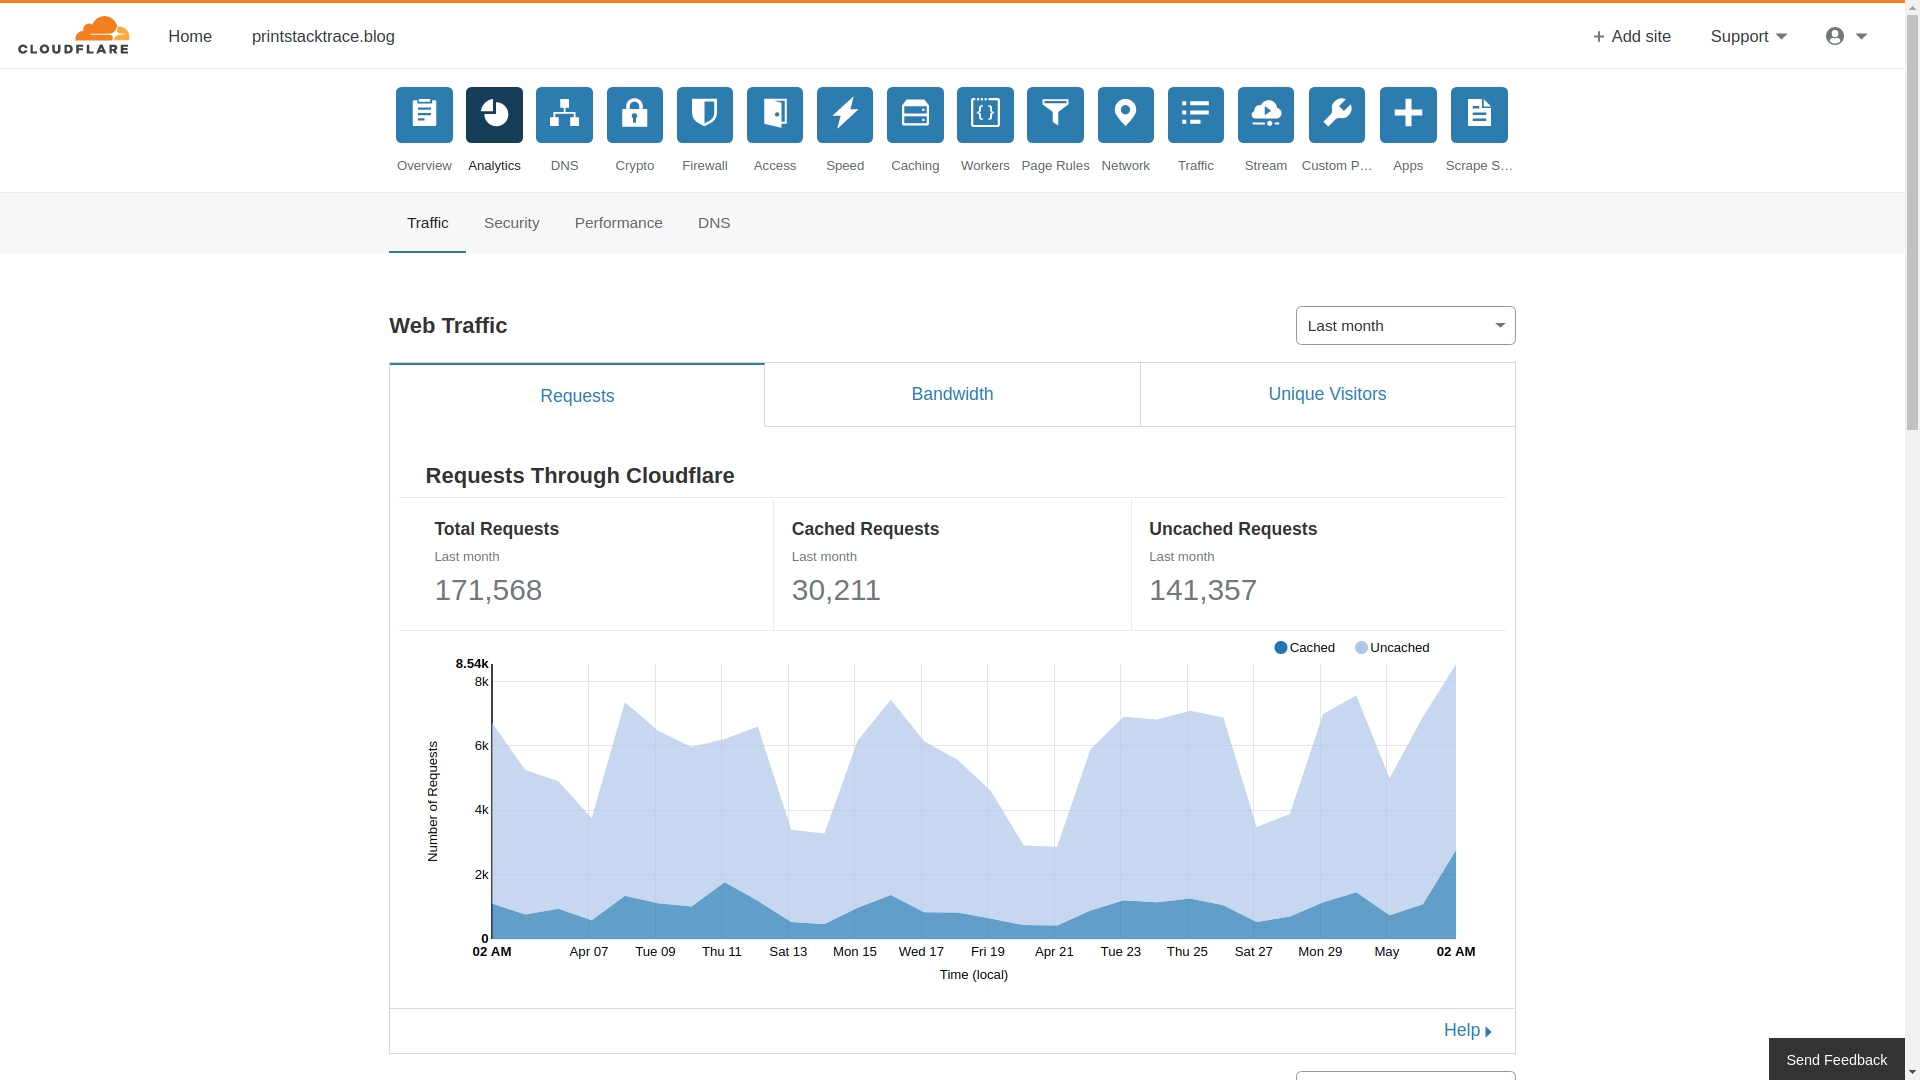 CLOUDFLARE
Home
printstacktrace.blog
+ Add site
Support
Overview
Analytics
DNS
Crypto
Firewall
Access
Speed
Caching
Workers
Page Rules
Network
Traffic
Stream
Custom P…
Apps
Scrape S…
Traffic
Security
Performance
DNS
Web Traffic
Last month
Requests
Bandwidth
Unique Visitors
Requests Through Cloudflare
Total Requests
Last month
171,568
Cached Requests
Last month
30,211
Uncached Requests
Last month
141,357
Cached
Uncached
8.54k
8k
6k
4k
2k
0
Number of Requests
02 AM
Apr 07
Tue 09
Thu 11
Sat 13
Mon 15
Wed 17
Fri 19
Apr 21
Tue 23
Thu 25
Sat 27
Mon 29
May
02 AM
Time (local)
Help
Send Feedback